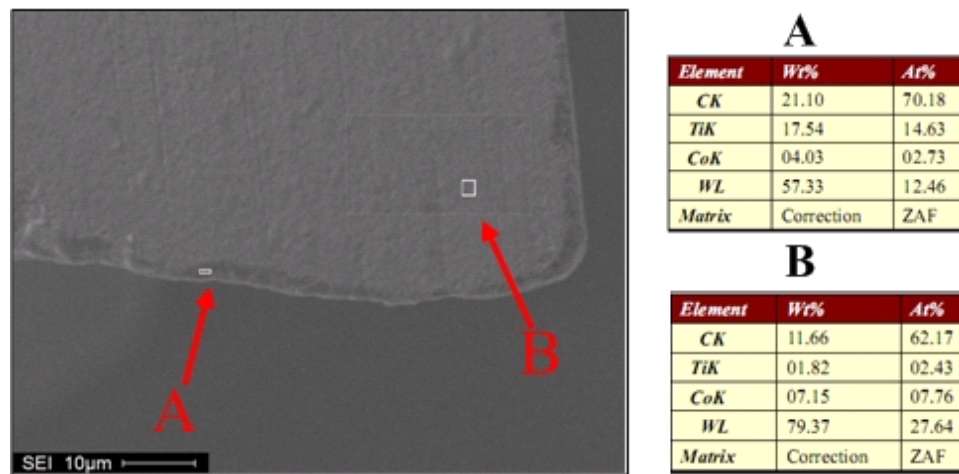 A
Element Wt% At%
CK 21.10 70.18
TiK 17.54 14.63
CoK 04.03 02.73
WL 57.33 12.46
Matrix Correction ZAF
B
Element Wt% At%
CK 11.66 62.17
TiK 01.82 02.43
CoK 07.15 07.76
WL 79.37 27.64
Matrix Correction ZAF
A
B
SEI 10µm